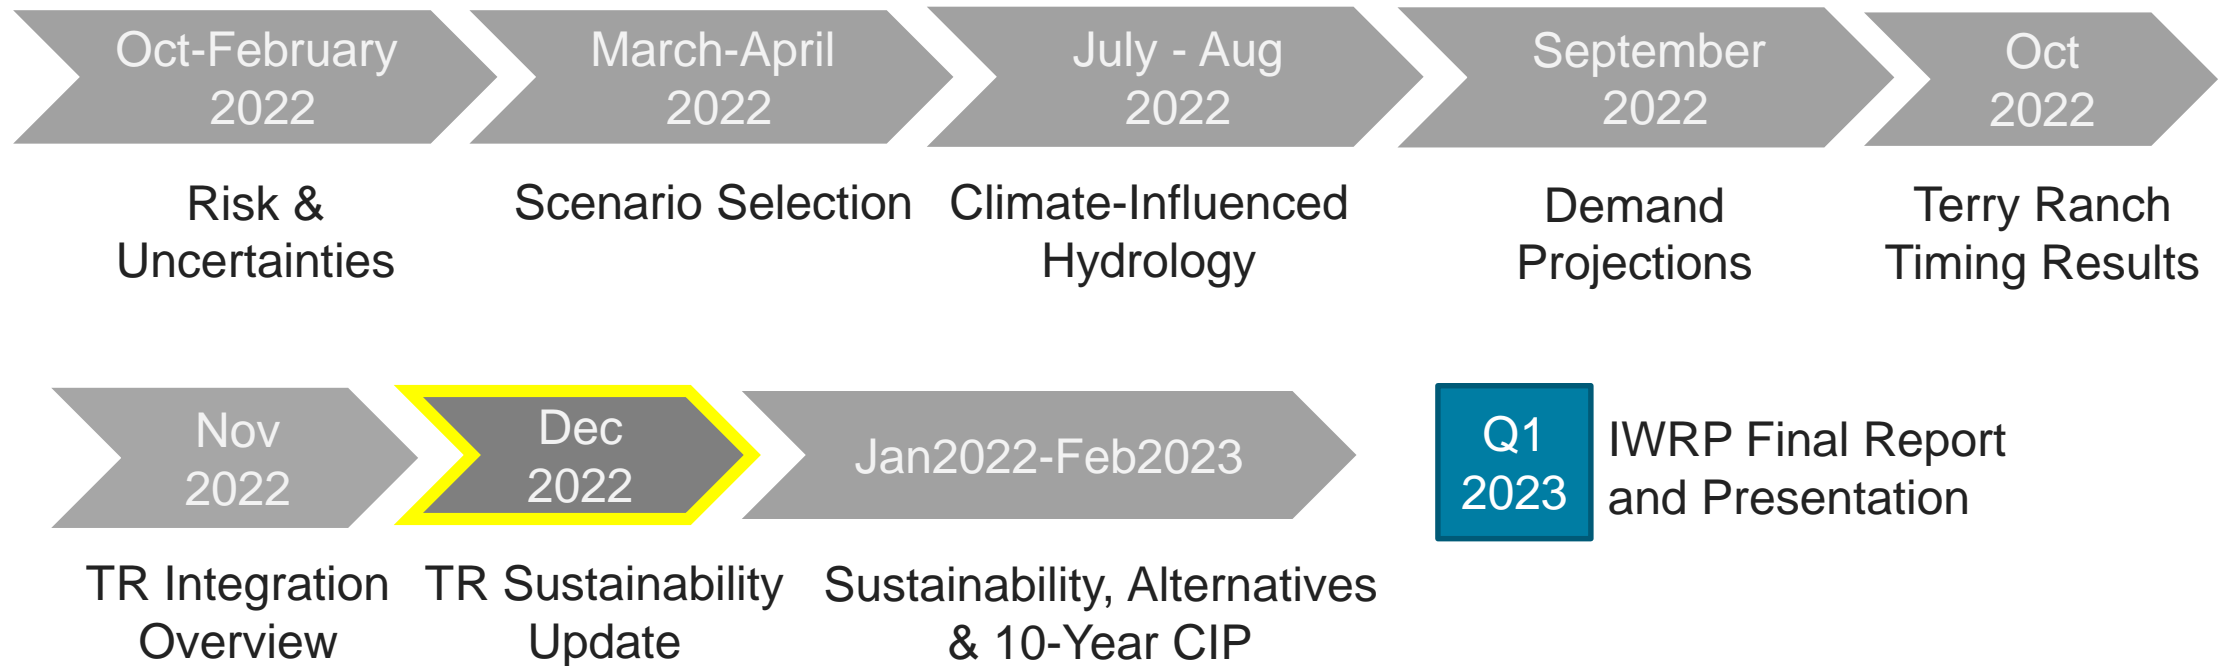 Oct-February
2022
March-April
2022
July - Aug
2022
September
2022
Oct
2022
Risk &
Uncertainties
Scenario Selection
Climate-Influenced
Hydrology
Demand
Projections
Terry Ranch
Timing Results
Nov
2022
Dec
2022
Jan2022-Feb2023
Q1
2023
IWRP Final Report
and Presentation
TR Integration
Overview
TR Sustainability
Update
Sustainability, Alternatives
& 10-Year CIP